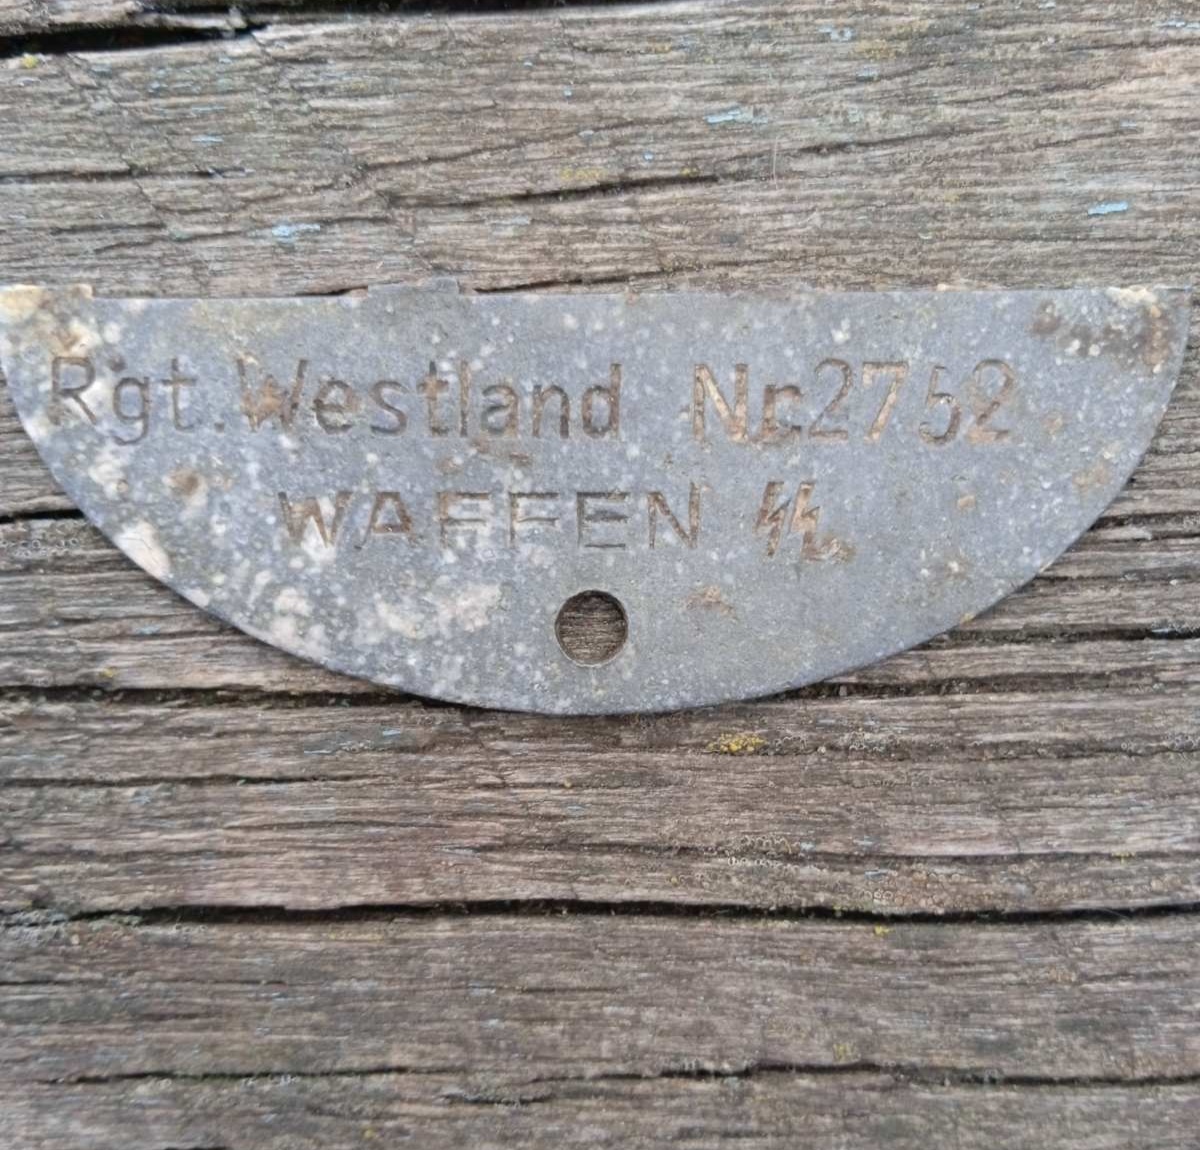 Rgt. Westland Nr. 2752
WAFFEN ᛋᛋ